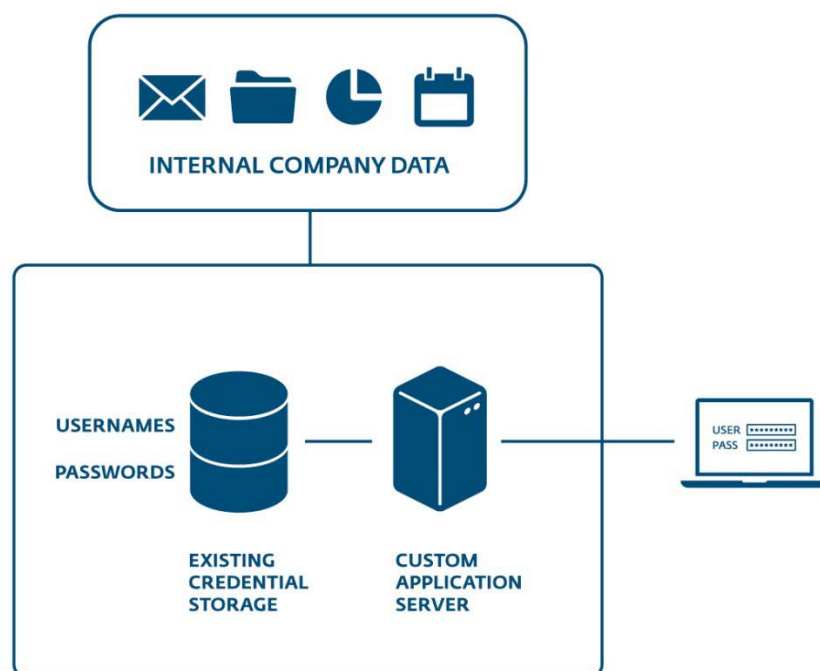 INTERNAL COMPANY DATA
USERNAMES
PASSWORDS
EXISTING
CREDENTIAL
STORAGE
CUSTOM
APPLICATION
SERVER
USER *********
PASS *********